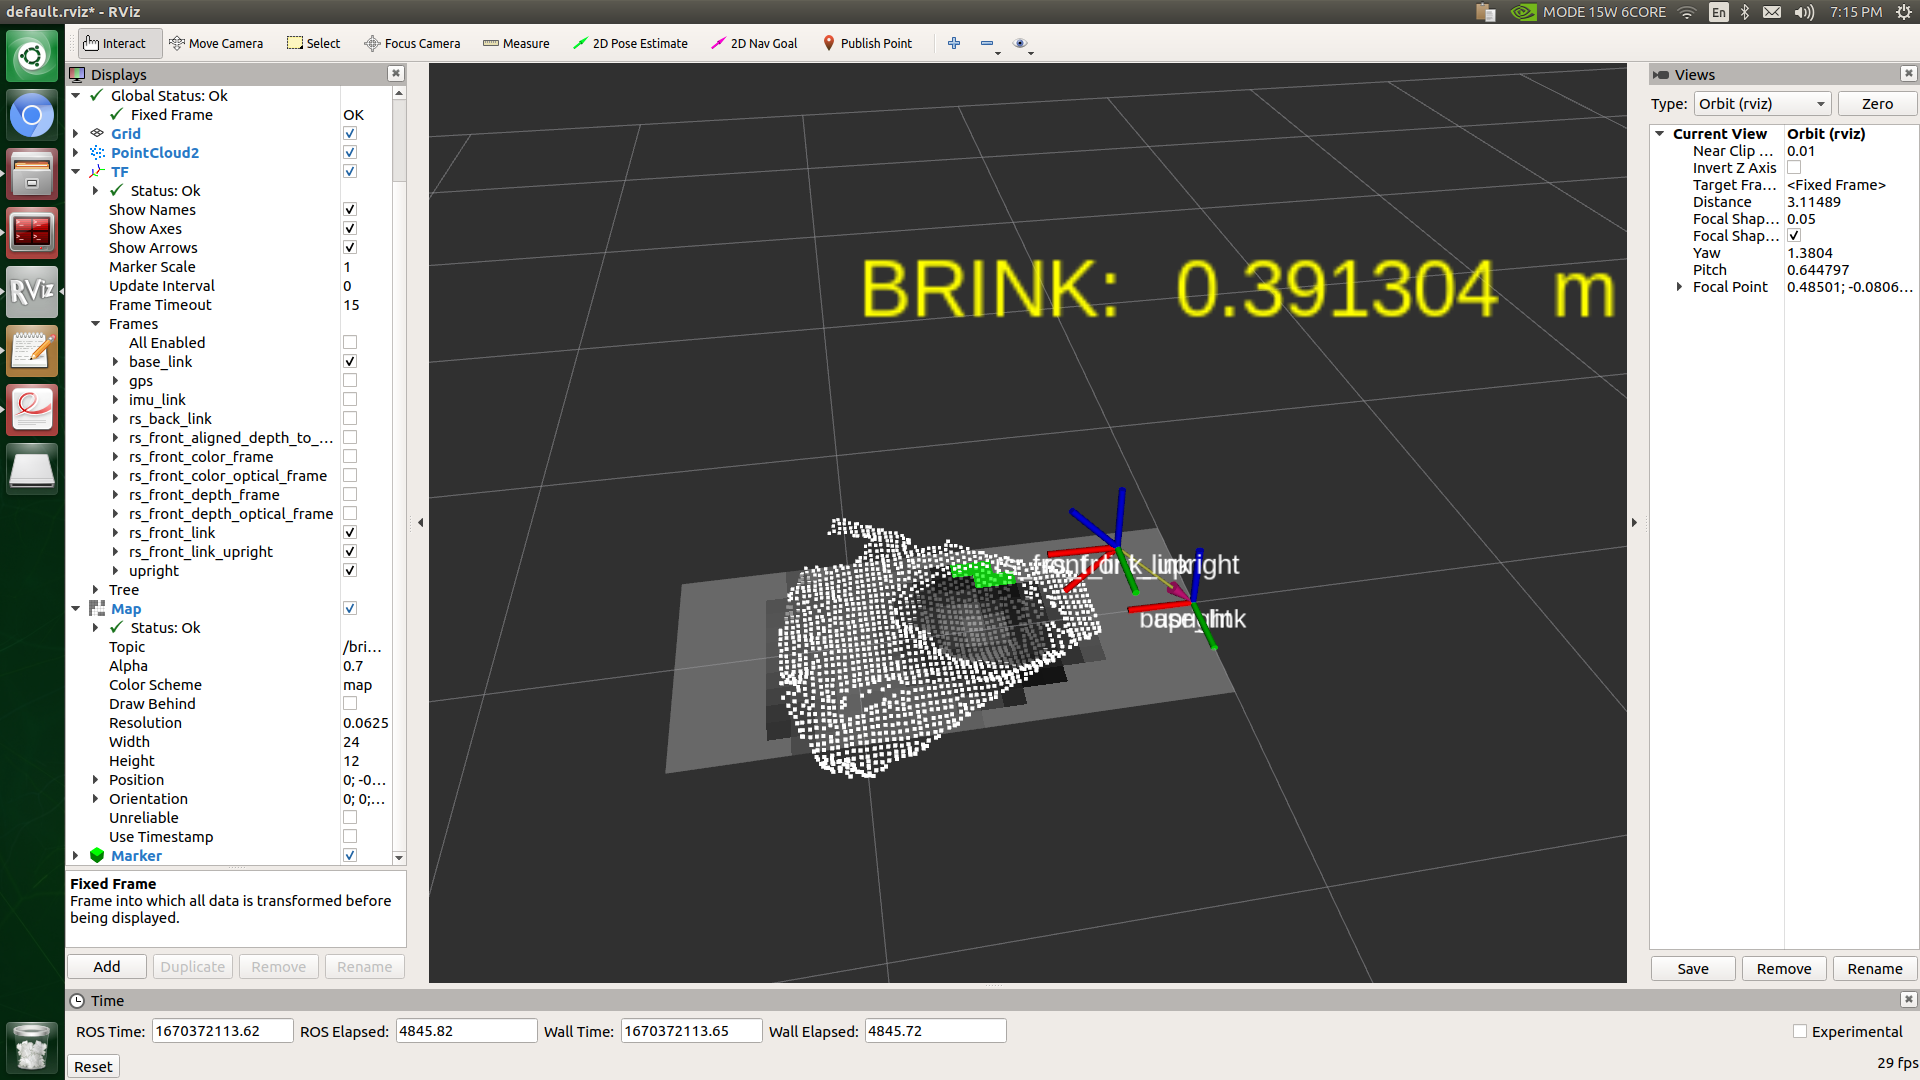 default.rviz* - RViz
MODE 15W 6CORE
En
7:15 PM
Interact
Move Camera
Select
Focus Camera
Measure
2D Pose Estimate
2D Nav Goal
Publish Point
RViz
Displays
Global Status: Ok
Fixed Frame OK
Grid
PointCloud2
TF
Status: Ok
Show Names
Show Axes
Show Arrows
Marker Scale 1
Update Interval 0
Frame Timeout 15
Frames
All Enabled
base_link
gps
imu_link
rs_back_link
rs_front_aligned_depth_to_...
rs_front_color_frame
rs_front_color_optical_frame
rs_front_depth_frame
rs_front_depth_optical_frame
rs_front_link
rs_front_link_upright
upright
Tree
Map
Status: Ok
Topic /bri...
Alpha 0.7
Color Scheme map
Draw Behind
Resolution 0.0625
Width 24
Height 12
Position 0; -0...
Orientation 0; 0;...
Unreliable
Use Timestamp
Marker
Fixed Frame
Frame into which all data is transformed before
being displayed.
Add
Duplicate
Remove
Rename
BRINK: 0.391304 m
Views
Type: Orbit (rviz) Zero
Current View Orbit (rviz)
Near Clip ... 0.01
Invert Z Axis
Target Fra... <Fixed Frame>
Distance 3.11489
Focal Shap... 0.05
Focal Shap...
Yaw 1.3804
Pitch 0.644797
Focal Point 0.48501; -0.0806...
Save
Remove
Rename
Time
ROS Time: 1670372113.62 ROS Elapsed: 4845.82 Wall Time: 1670372113.65 Wall Elapsed: 4845.72
Experimental
Reset
29 fps